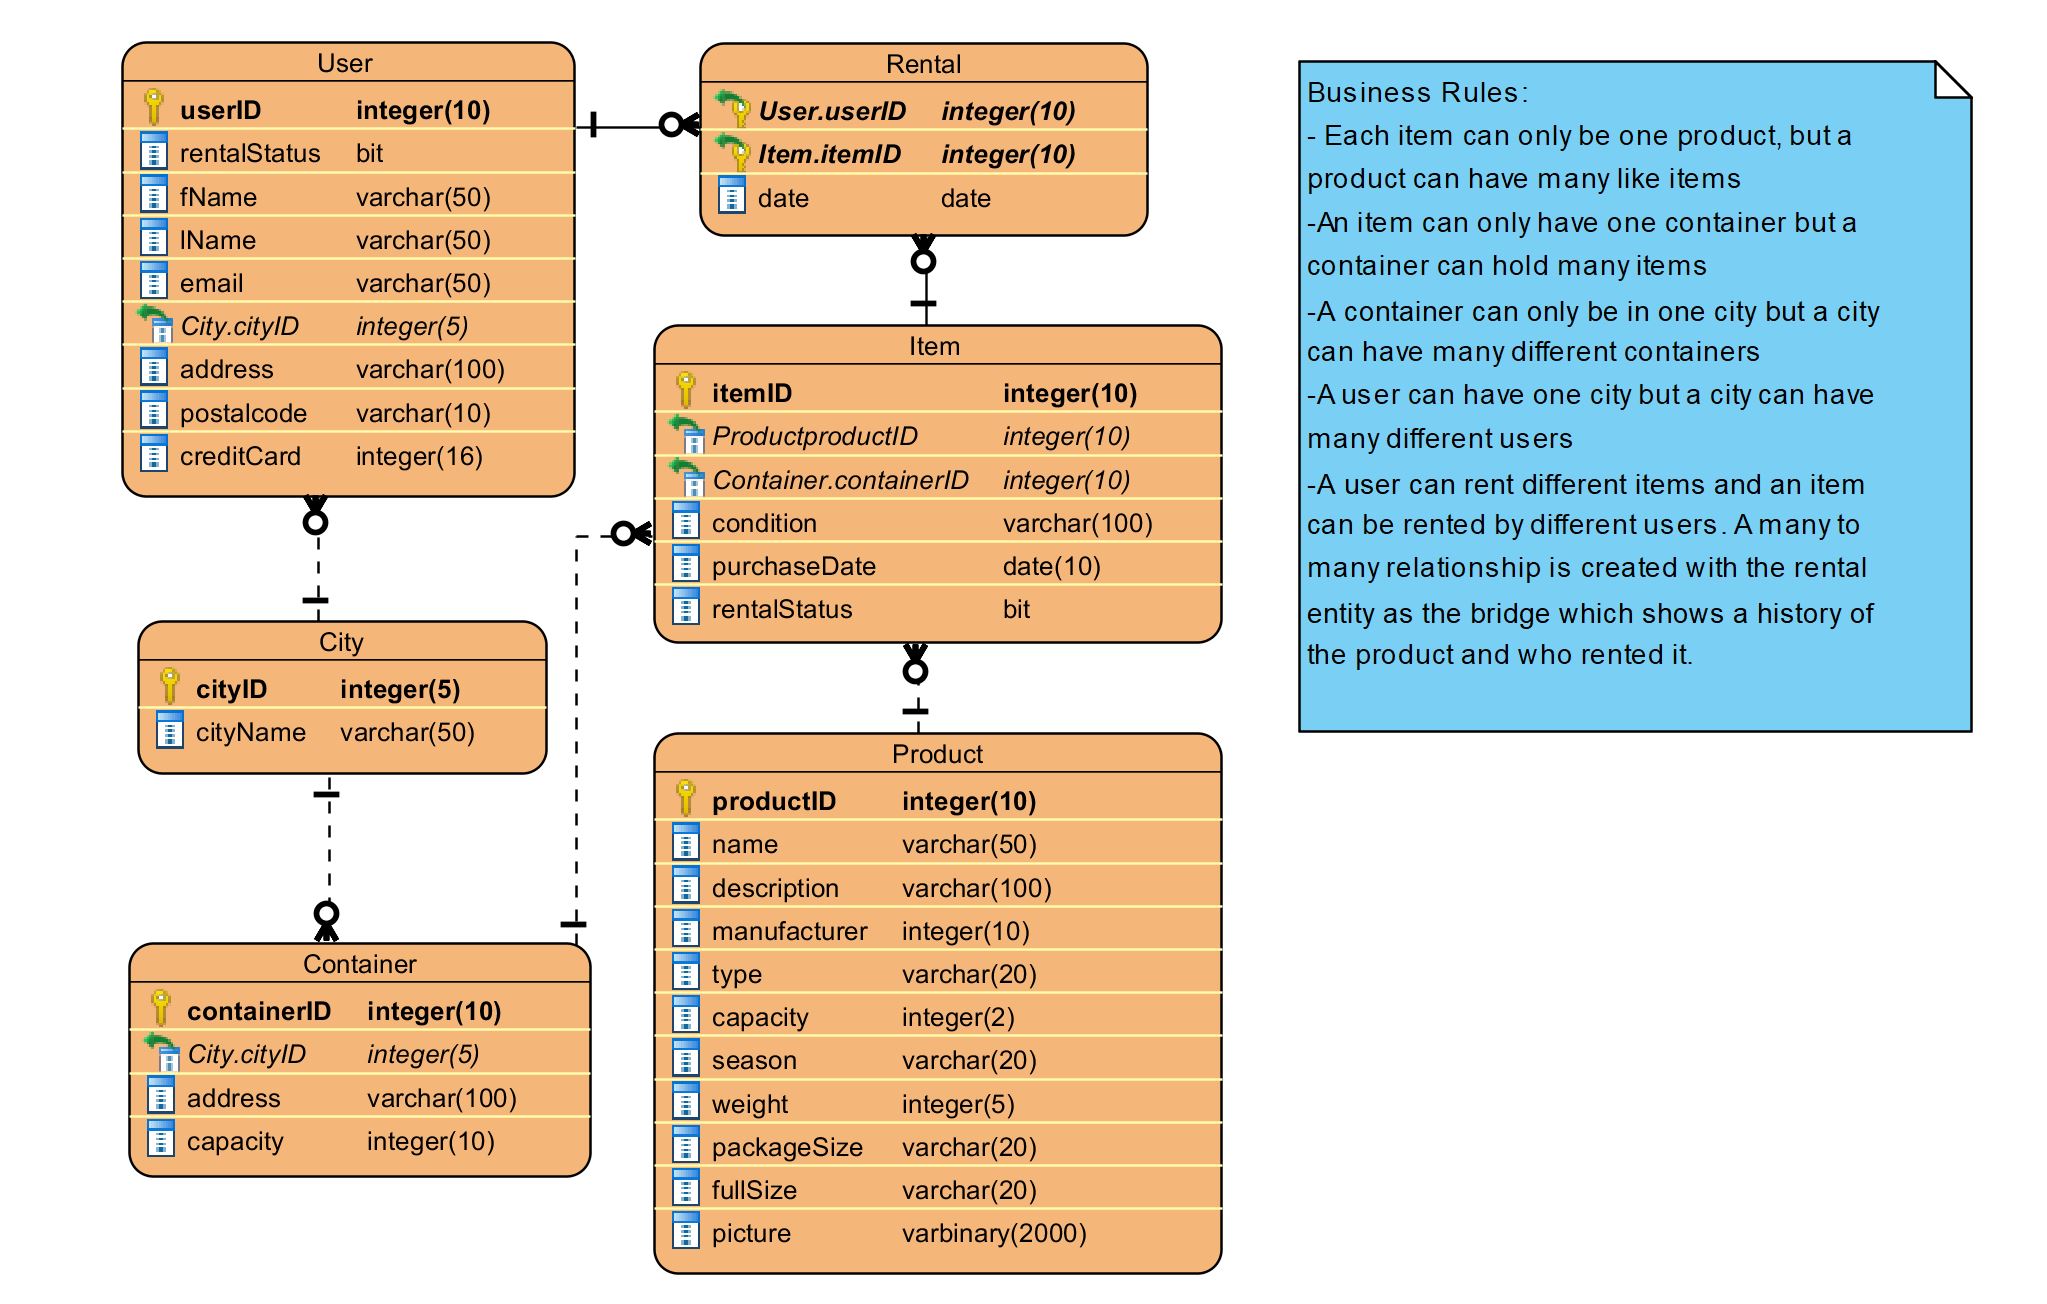 User
userID integer(10)
rentalStatus bit
fName varchar(50)
lName varchar(50)
email varchar(50)
City.cityID integer(5)
address varchar(100)
postalcode varchar(10)
creditCard integer(16)
Rental
User.userID integer(10)
Item.itemID integer(10)
date date
Item
itemID integer(10)
ProductproductID integer(10)
Container.containerID integer(10)
condition varchar(100)
purchaseDate date(10)
rentalStatus bit
City
cityID integer(5)
cityName varchar(50)
Container
containerID integer(10)
City.cityID integer(5)
address varchar(100)
capacity integer(10)
Product
productID integer(10)
name varchar(50)
description varchar(100)
manufacturer integer(10)
type varchar(20)
capacity integer(2)
season varchar(20)
weight integer(5)
packageSize varchar(20)
fullSize varchar(20)
picture varbinary(2000)
Business Rules:
- Each item can only be one product, but a
product can have many like items
-An item can only have one container but a
container can hold many items
-A container can only be in one city but a city
can have many different containers
-A user can have one city but a city can have
many different users
-A user can rent different items and an item
can be rented by different users. A many to
many relationship is created with the rental
entity as the bridge which shows a history of
the product and who rented it.